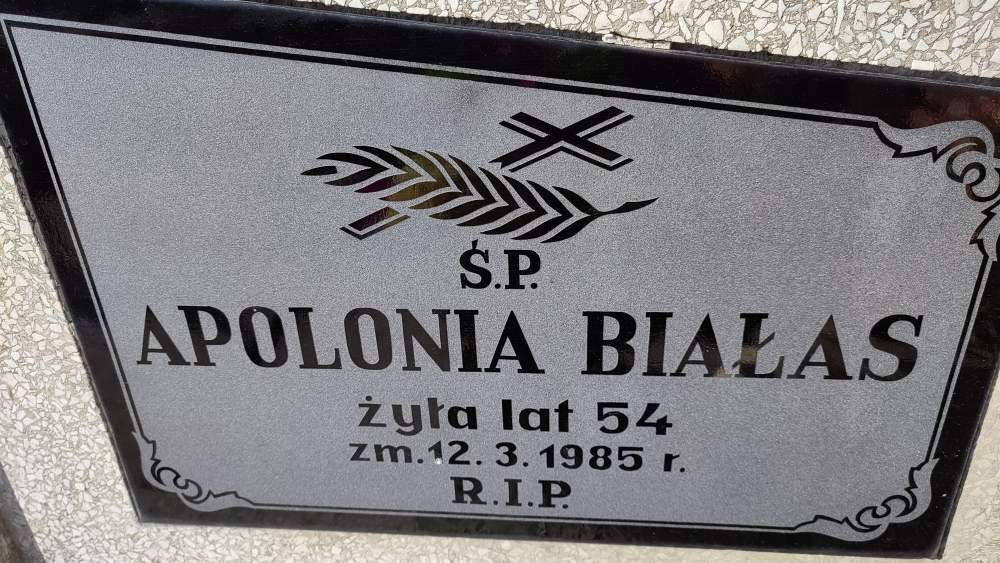 Ś.P.
APOLONIA BIAŁAS
żyła lat 54
zm. 12. 3. 1985 r.
R.I.P.